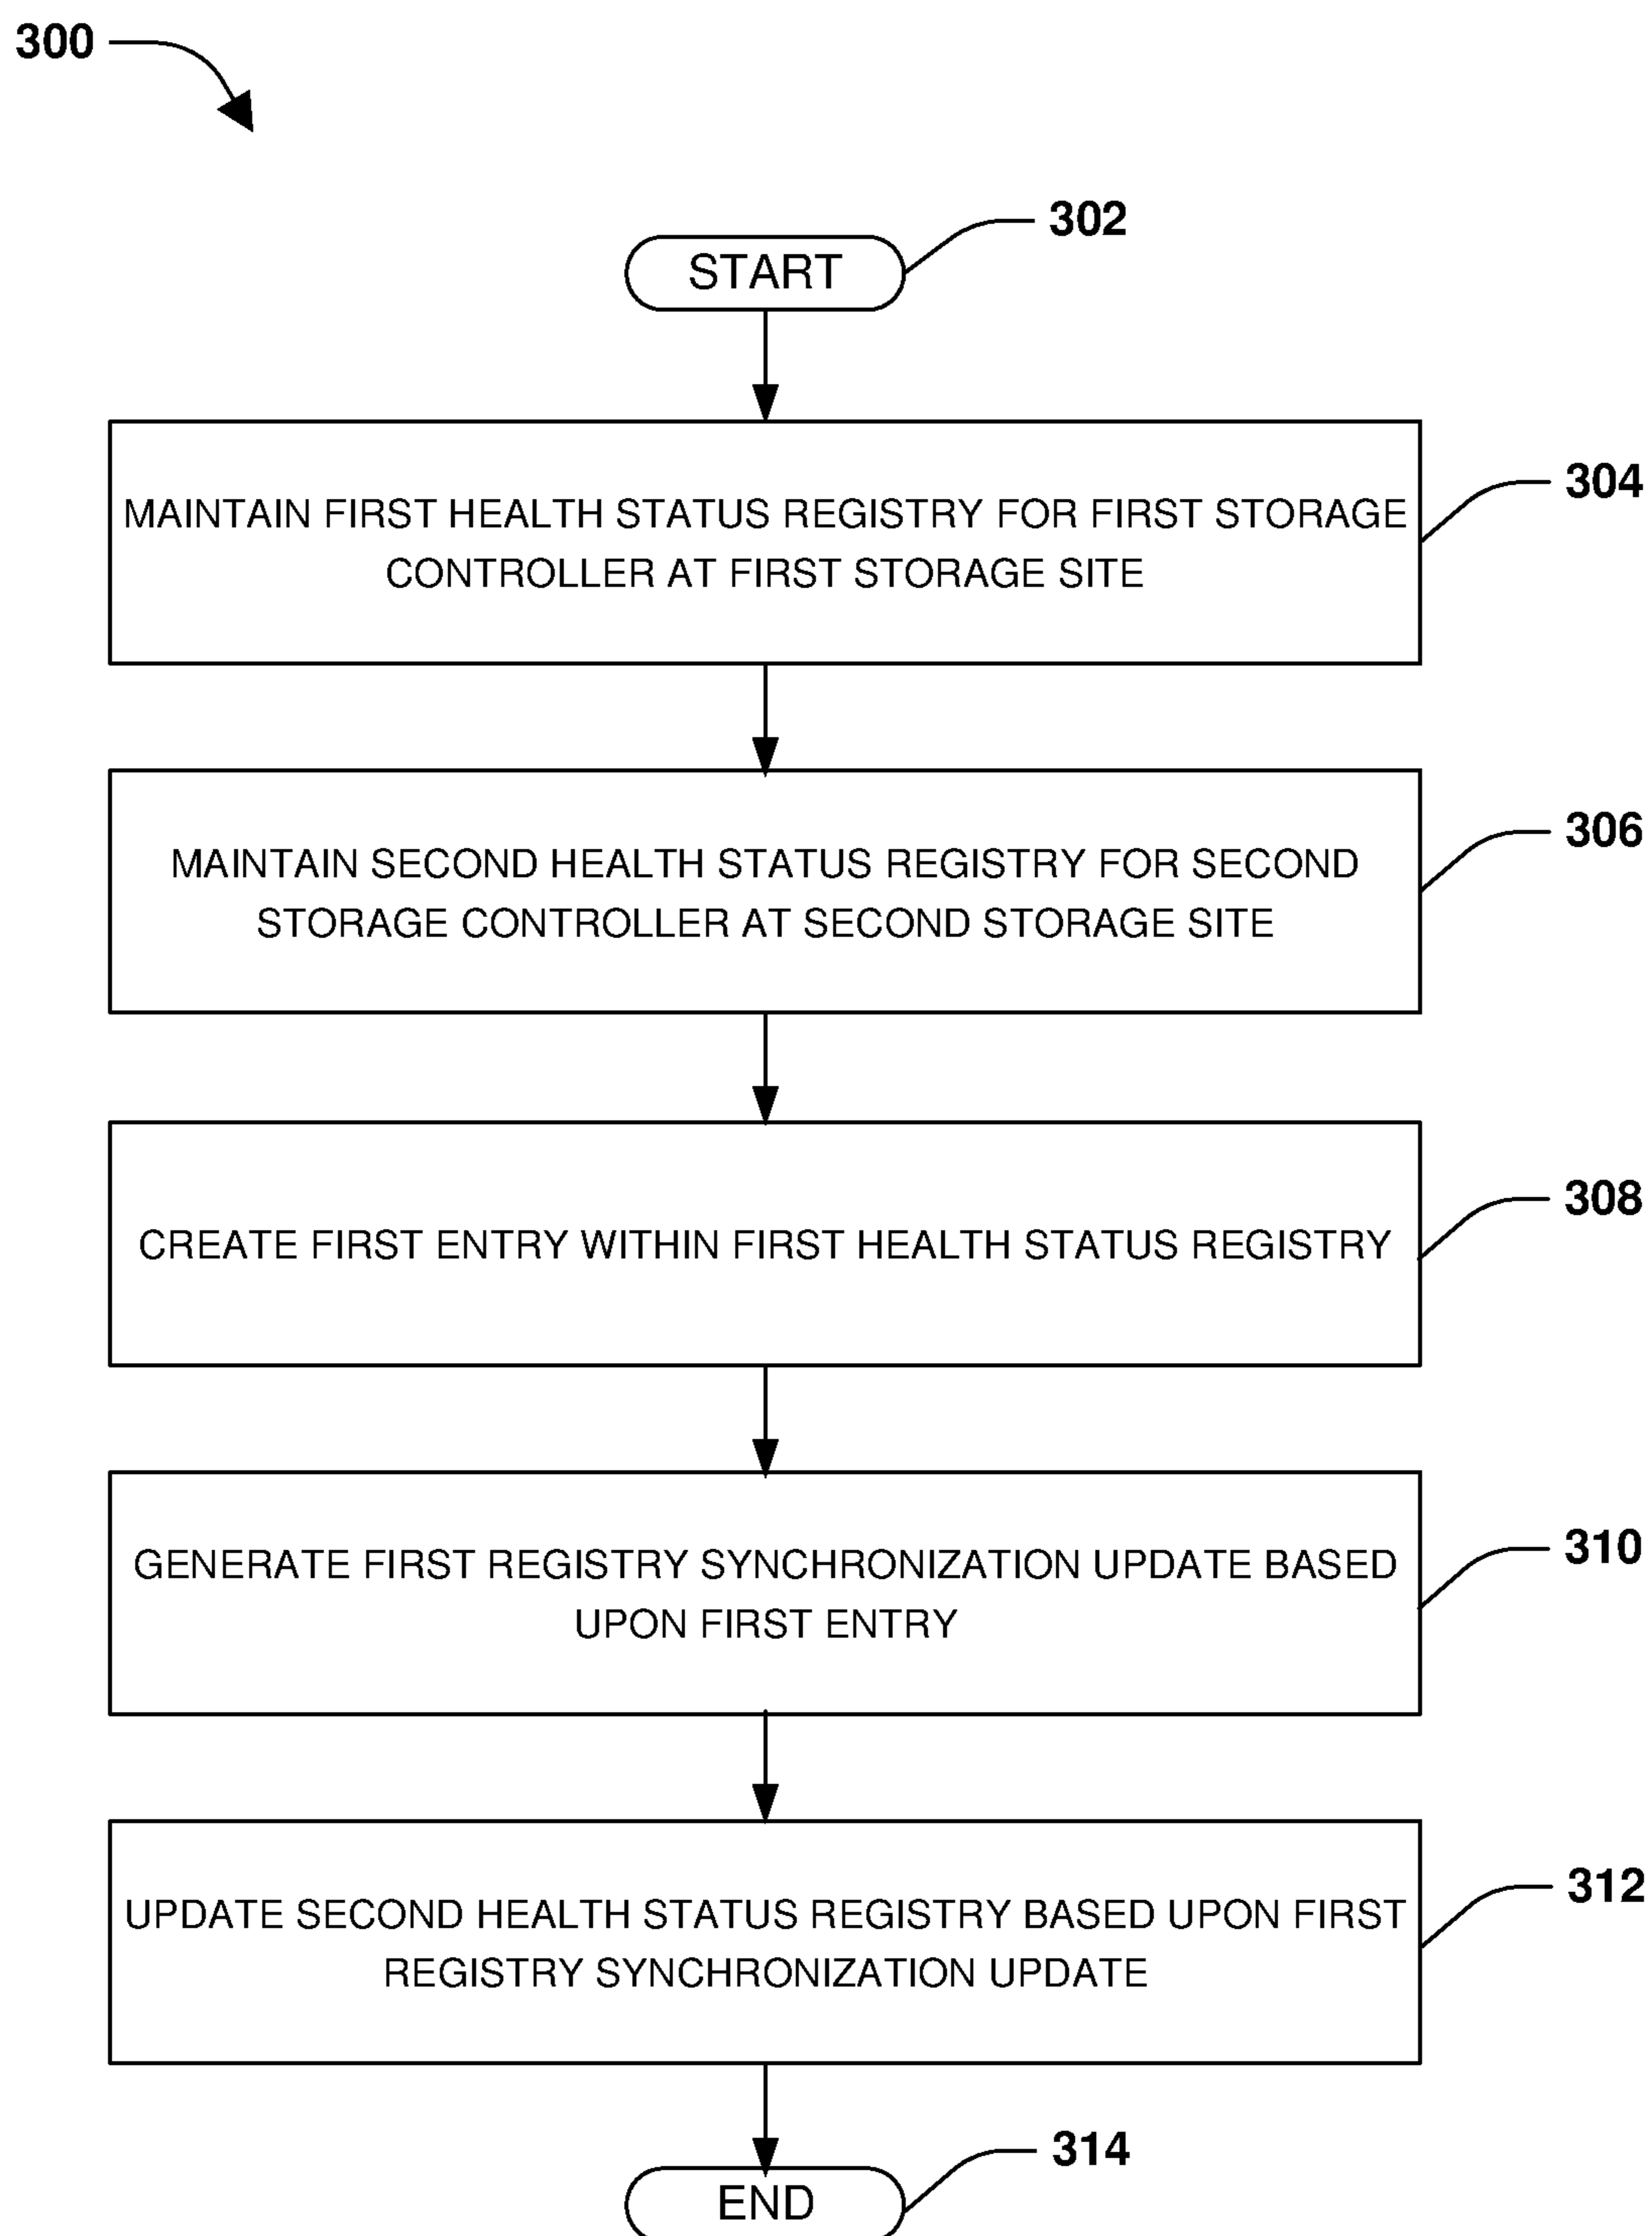 300
302
START
304
MAINTAIN FIRST HEALTH STATUS REGISTRY FOR FIRST STORAGE
CONTROLLER AT FIRST STORAGE SITE
306
MAINTAIN SECOND HEALTH STATUS REGISTRY FOR SECOND
STORAGE CONTROLLER AT SECOND STORAGE SITE
308
CREATE FIRST ENTRY WITHIN FIRST HEALTH STATUS REGISTRY
310
GENERATE FIRST REGISTRY SYNCHRONIZATION UPDATE BASED
UPON FIRST ENTRY
312
UPDATE SECOND HEALTH STATUS REGISTRY BASED UPON FIRST
REGISTRY SYNCHRONIZATION UPDATE
314
END